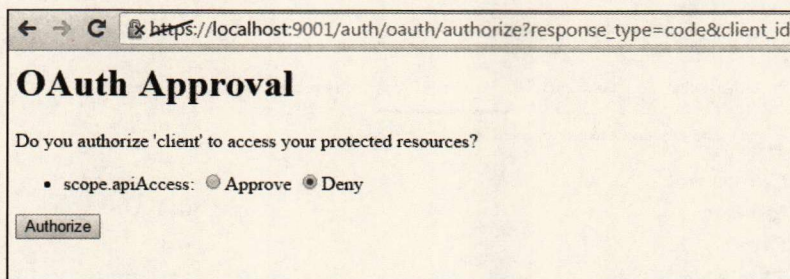 https://localhost:9001/auth/oauth/authorize?response_type=code&client_id
OAuth Approval
Do you authorize 'client' to access your protected resources?
• scope.apiAccess: Approve Deny
Authorize